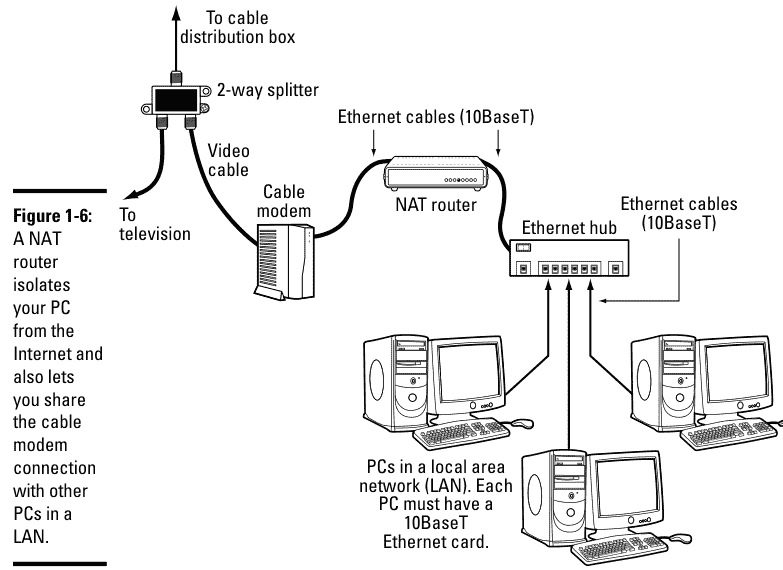 To cable
distribution box
2-way splitter
Ethernet cables (10BaseT)
Video
cable
Cable
modem
NAT router
Ethernet cables
(10BaseT)
Ethernet hub
To
television
Figure 1-6:
A NAT
router
isolates
your PC
from the
Internet and
also lets
you share
the cable
modem
connection
with other
PCs in a
LAN.
PCs in a local area
network (LAN). Each
PC must have a
10BaseT
Ethernet card.